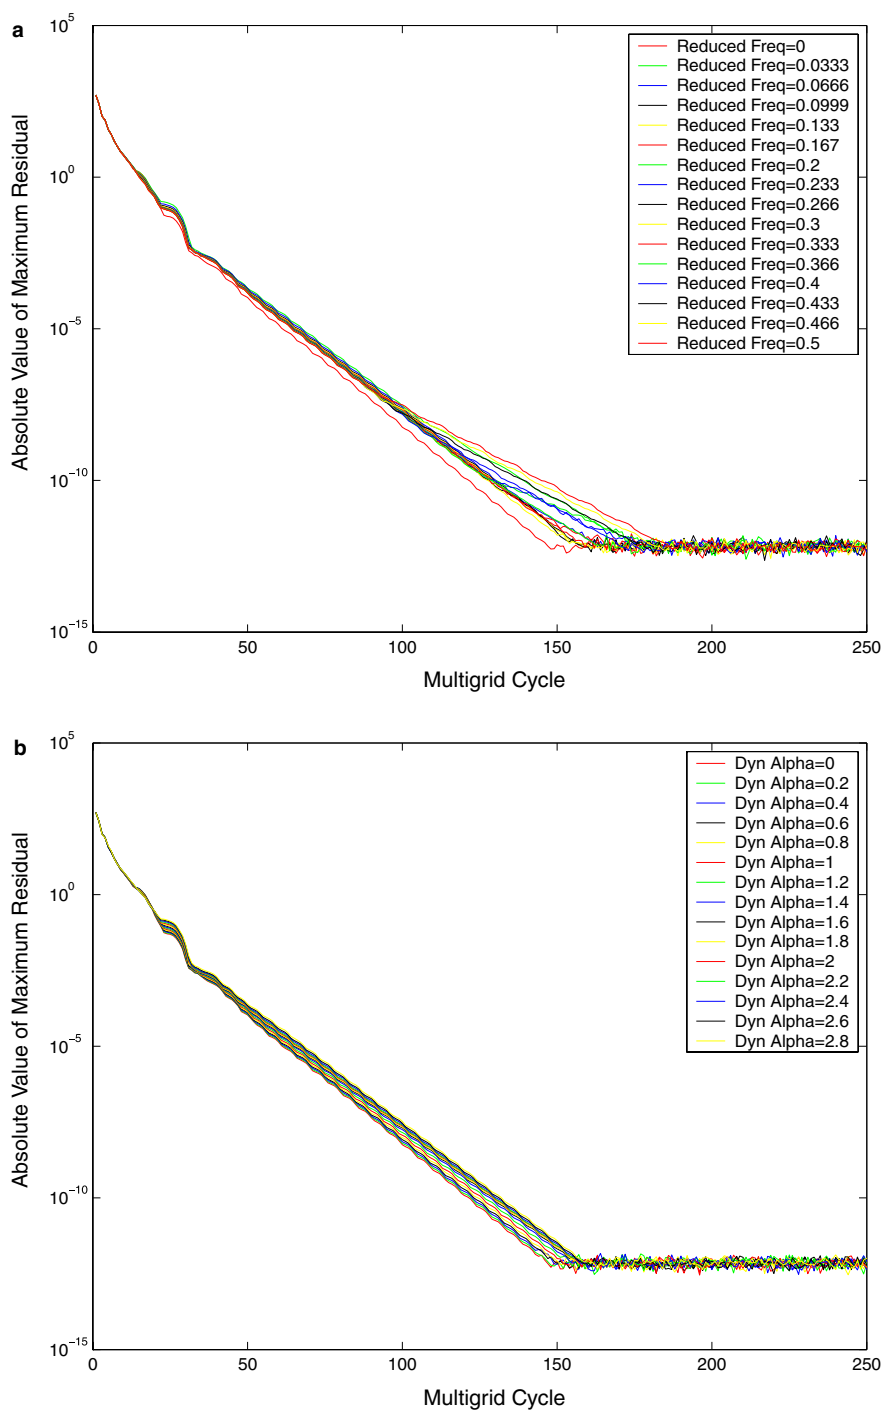 a
10^5
10^0
10^−5
10^−10
10^−15
Absolute Value of Maximum Residual
0
50
100
150
200
250
Multigrid Cycle
Reduced Freq=0
Reduced Freq=0.0333
Reduced Freq=0.0666
Reduced Freq=0.0999
Reduced Freq=0.133
Reduced Freq=0.167
Reduced Freq=0.2
Reduced Freq=0.233
Reduced Freq=0.266
Reduced Freq=0.3
Reduced Freq=0.333
Reduced Freq=0.366
Reduced Freq=0.4
Reduced Freq=0.433
Reduced Freq=0.466
Reduced Freq=0.5
b
10^5
10^0
10^−5
10^−10
10^−15
Absolute Value of Maximum Residual
0
50
100
150
200
250
Multigrid Cycle
Dyn Alpha=0
Dyn Alpha=0.2
Dyn Alpha=0.4
Dyn Alpha=0.6
Dyn Alpha=0.8
Dyn Alpha=1
Dyn Alpha=1.2
Dyn Alpha=1.4
Dyn Alpha=1.6
Dyn Alpha=1.8
Dyn Alpha=2
Dyn Alpha=2.2
Dyn Alpha=2.4
Dyn Alpha=2.6
Dyn Alpha=2.8